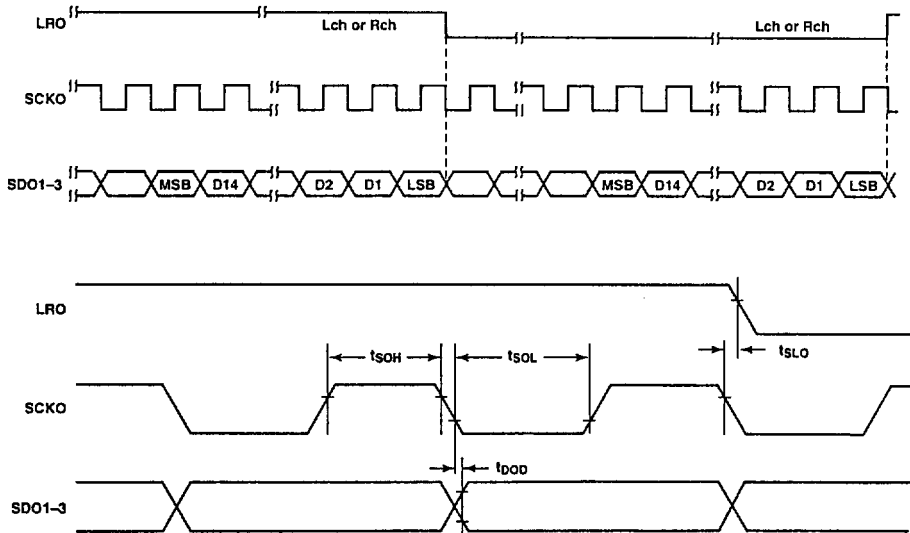 LRO
Lch or Rch
Lch or Rch
SCKO
SDO1–3
MSB
D14
D2
D1
LSB
MSB
D14
D2
D1
LSB
LRO
tSLO
tSOH
tSOL
SCKO
tDOD
SDO1–3